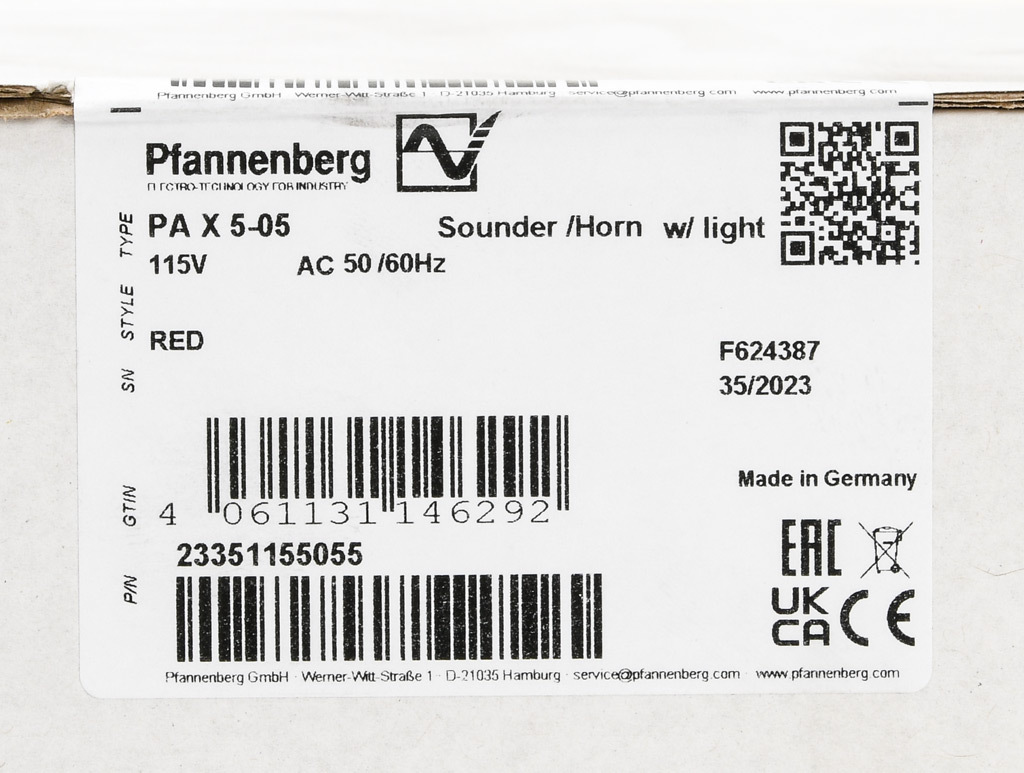 Pfannenberg GmbH · Werner-Witt-Straße 1 · D-21035 Hamburg · service@pfannenberg.com · www.pfannenberg.com
Pfannenberg
ELECTRO-TECHNOLOGY FOR INDUSTRY
TYPE PA X 5-05 Sounder /Horn w/ light
115V AC 50 /60Hz
STYLE RED
F624387
SN 35/2023
Made in Germany
GTIN 4 061131 146292
EAC
23355155055
P/N
UK
CA CE
Pfannenberg GmbH · Werner-Witt-Straße 1 · D-21035 Hamburg · service@pfannenberg.com · www.pfannenberg.com